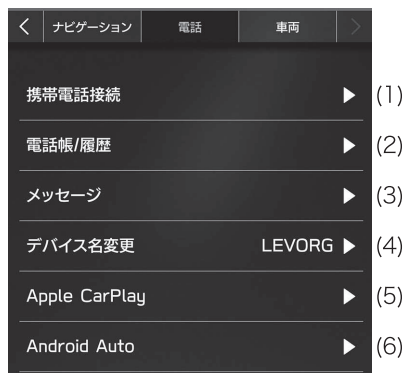 ナビゲーション 電話 車両
携帯電話接続 (1)
電話帳/履歴 (2)
メッセージ (3)
デバイス名変更 LEVORG (4)
Apple CarPlay (5)
Android Auto (6)